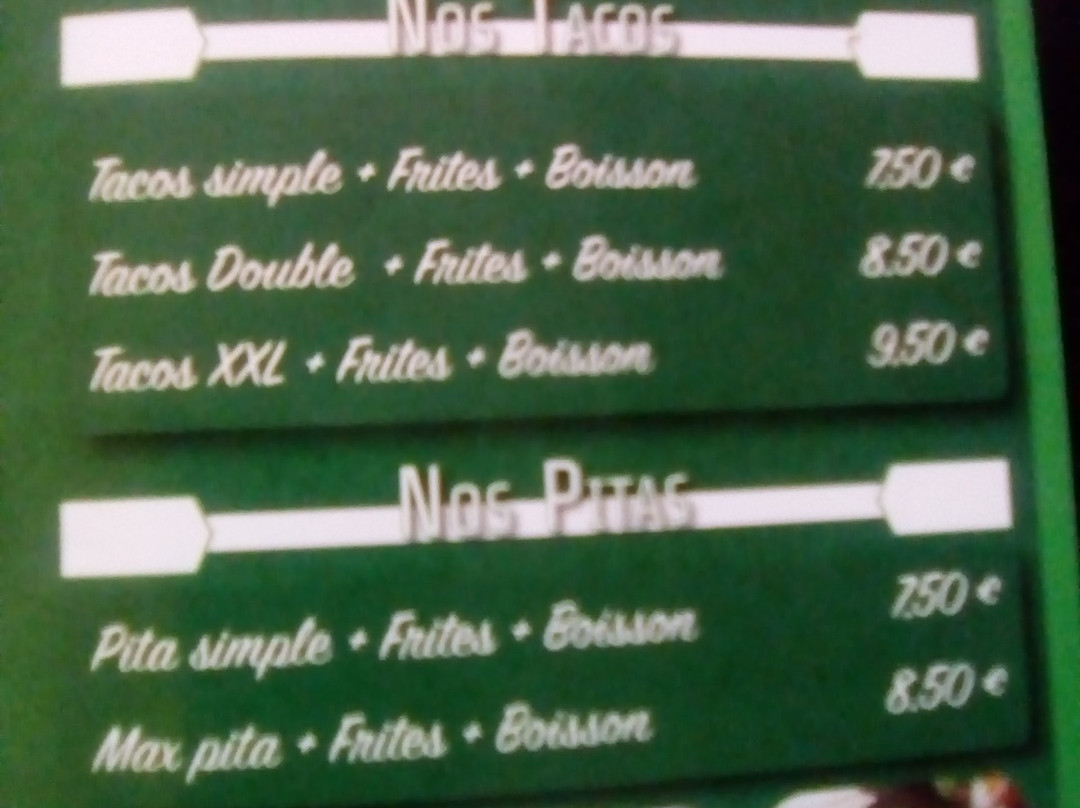 Nos Tacos
Tacos simple + Frites + Boisson 7.50 €
Tacos Double + Frites + Boisson 8.50 €
Tacos XXL + Frites + Boisson 9.50 €
Nos Pitas
Pita simple + Frites + Boisson 7.50 €
Max pita + Frites + Boisson 8.50 €